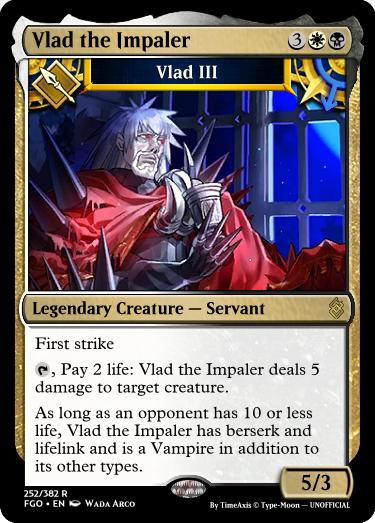 Vlad the Impaler 3
Vlad III
Legendary Creature — Servant
First strike
, Pay 2 life: Vlad the Impaler deals 5
damage to target creature.
As long as an opponent has 10 or less
life, Vlad the Impaler has berserk and
lifelink and is a Vampire in addition to
its other types.
5/3
252/382 R
FGO • EN Wada Arco
By TimeAxis © Type-Moon — UNOFFICIAL